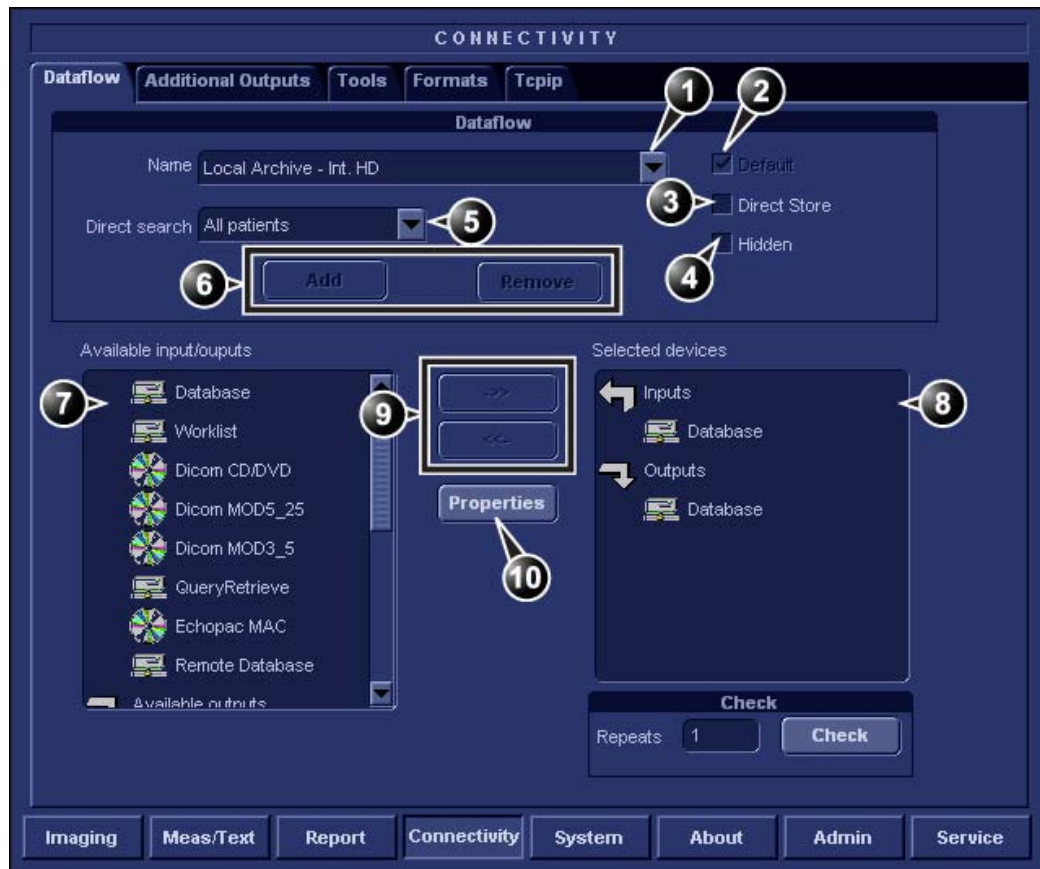 CONNECTIVITY
Dataflow Additional Outputs Tools Formats Tcpip
1 2
Dataflow
Name Local Archive - Int. HD Default
3 Direct Store
Direct search All patients 5
4 Hidden
6 Add Remove
Available input/ouputs Selected devices
7 Database 9 ->> Inputs 8
Worklist <<- Database
Dicom CD/DVD Outputs
Dicom MOD5_25 Properties Database
Dicom MOD3_5
10
QueryRetrieve
Echopac MAC
Remote Database
Available outputs Check
Repeats 1 Check
Imaging Meas/Text Report Connectivity System About Admin Service